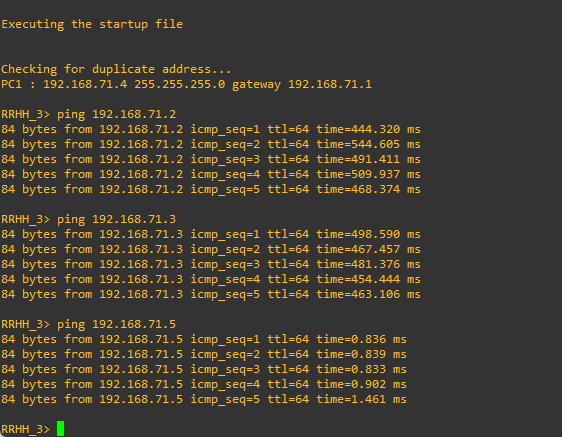 Executing the startup file
Checking for duplicate address...
PC1 : 192.168.71.4 255.255.255.0 gateway 192.168.71.1
RRHH_3> ping 192.168.71.2
84 bytes from 192.168.71.2 icmp_seq=1 ttl=64 time=444.320 ms
84 bytes from 192.168.71.2 icmp_seq=2 ttl=64 time=544.605 ms
84 bytes from 192.168.71.2 icmp_seq=3 ttl=64 time=491.411 ms
84 bytes from 192.168.71.2 icmp_seq=4 ttl=64 time=509.937 ms
84 bytes from 192.168.71.2 icmp_seq=5 ttl=64 time=468.374 ms
RRHH_3> ping 192.168.71.3
84 bytes from 192.168.71.3 icmp_seq=1 ttl=64 time=498.590 ms
84 bytes from 192.168.71.3 icmp_seq=2 ttl=64 time=467.457 ms
84 bytes from 192.168.71.3 icmp_seq=3 ttl=64 time=481.376 ms
84 bytes from 192.168.71.3 icmp_seq=4 ttl=64 time=454.444 ms
84 bytes from 192.168.71.3 icmp_seq=5 ttl=64 time=463.106 ms
RRHH_3> ping 192.168.71.5
84 bytes from 192.168.71.5 icmp_seq=1 ttl=64 time=0.836 ms
84 bytes from 192.168.71.5 icmp_seq=2 ttl=64 time=0.839 ms
84 bytes from 192.168.71.5 icmp_seq=3 ttl=64 time=0.833 ms
84 bytes from 192.168.71.5 icmp_seq=4 ttl=64 time=0.902 ms
84 bytes from 192.168.71.5 icmp_seq=5 ttl=64 time=1.461 ms
RRHH_3>